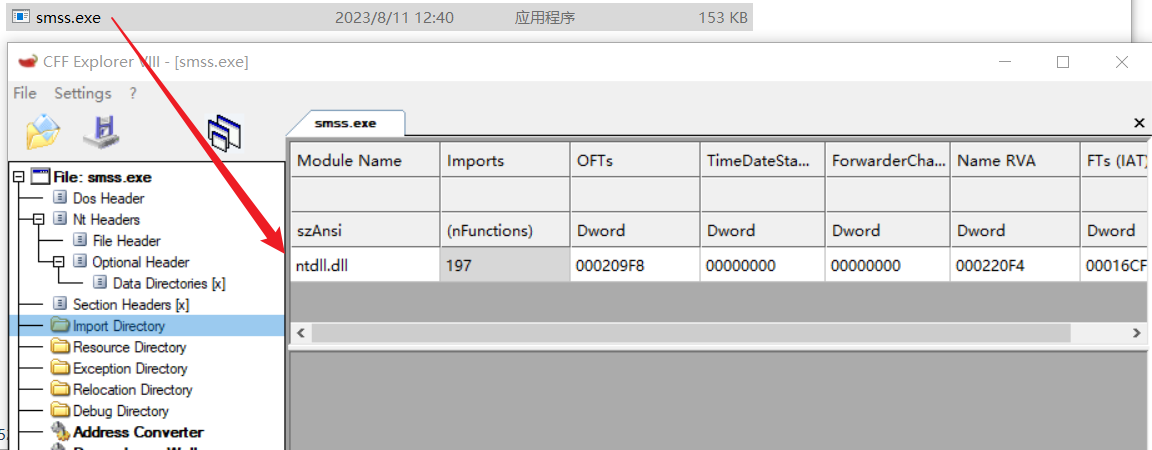 smss.exe 2023/8/11 12:40 应用程序 153 KB
CFF Explorer VIII - [smss.exe]
File Settings ?
smss.exe
Module Name Imports OFTs TimeDateSta... ForwarderCha... Name RVA FTs (IAT)
szAnsi (nFunctions) Dword Dword Dword Dword Dword
ntdll.dll 197 000209F8 00000000 00000000 000220F4 00016CF
File: smss.exe
Dos Header
Nt Headers
File Header
Optional Header
Data Directories [x]
Section Headers [x]
Import Directory
Resource Directory
Exception Directory
Relocation Directory
Debug Directory
Address Converter